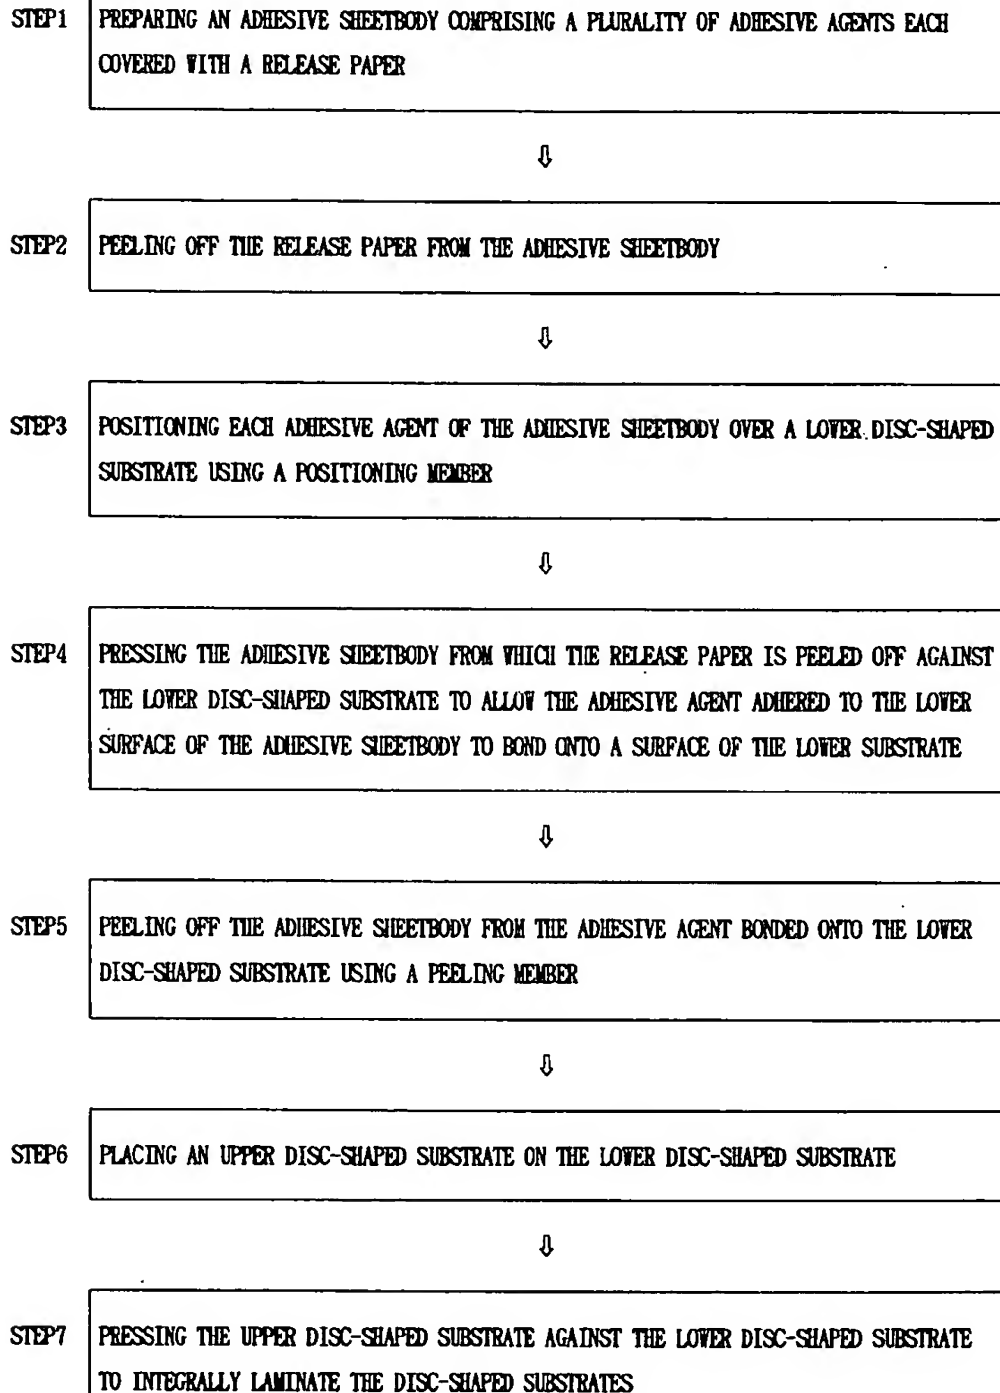 STEP1 PREPARING AN ADHESIVE SHEETBODY COMPRISING A PLURALITY OF ADHESIVE AGENTS EACH
COVERED WITH A RELEASE PAPER
⇩
STEP2 PEELING OFF THE RELEASE PAPER FROM THE ADHESIVE SHEETBODY
⇩
STEP3 POSITIONING EACH ADHESIVE AGENT OF THE ADHESIVE SHEETBODY OVER A LOWER DISC-SHAPED
SUBSTRATE USING A POSITIONING MEMBER
⇩
STEP4 PRESSING THE ADHESIVE SHEETBODY FROM WHICH THE RELEASE PAPER IS PEELED OFF AGAINST
THE LOWER DISC-SHAPED SUBSTRATE TO ALLOW THE ADHESIVE AGENT ADHERED TO THE LOWER
SURFACE OF THE ADHESIVE SHEETBODY TO BOND ONTO A SURFACE OF THE LOWER SUBSTRATE
⇩
STEP5 PEELING OFF THE ADHESIVE SHEETBODY FROM THE ADHESIVE AGENT BONDED ONTO THE LOWER
DISC-SHAPED SUBSTRATE USING A PEELING MEMBER
⇩
STEP6 PLACING AN UPPER DISC-SHAPED SUBSTRATE ON THE LOWER DISC-SHAPED SUBSTRATE
⇩
STEP7 PRESSING THE UPPER DISC-SHAPED SUBSTRATE AGAINST THE LOWER DISC-SHAPED SUBSTRATE
TO INTEGRALLY LAMINATE THE DISC-SHAPED SUBSTRATES